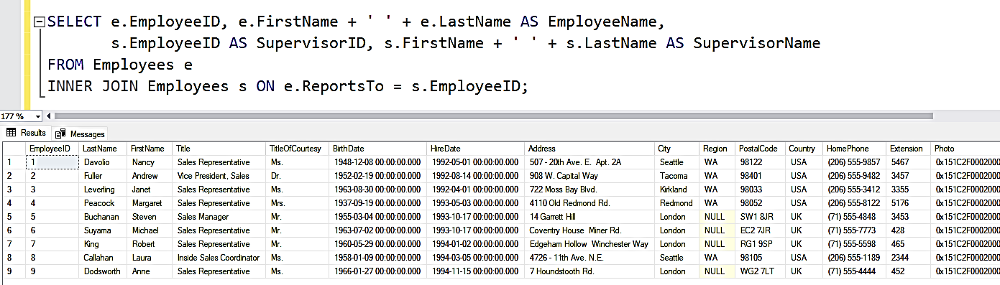 SELECT e.EmployeeID, e.FirstName + ' ' + e.LastName AS EmployeeName,
s.EmployeeID AS SupervisorID, s.FirstName + ' ' + s.LastName AS SupervisorName
FROM Employees e
INNER JOIN Employees s ON e.ReportsTo = s.EmployeeID;
177 %
Results Messages
EmployeeID LastName FirstName Title TitleOfCourtesy BirthDate HireDate Address City Region PostalCode Country HomePhone Extension Photo
1 1 Davolio Nancy Sales Representative Ms. 1948-12-08 00:00:00.000 1992-05-01 00:00:00.000 507 - 20th Ave. E. Apt. 2A Seattle WA 98122 USA (206) 555-9857 5467 0x151C2F0002000
2 2 Fuller Andrew Vice President, Sales Dr. 1952-02-19 00:00:00.000 1992-08-14 00:00:00.000 908 W. Capital Way Tacoma WA 98401 USA (206) 555-9482 3457 0x151C2F0002000
3 3 Leverling Janet Sales Representative Ms. 1963-08-30 00:00:00.000 1992-04-01 00:00:00.000 722 Moss Bay Blvd. Kirkland WA 98033 USA (206) 555-3412 3355 0x151C2F0002000
4 4 Peacock Margaret Sales Representative Mrs. 1937-09-19 00:00:00.000 1993-05-03 00:00:00.000 4110 Old Redmond Rd. Redmond WA 98052 USA (206) 555-8122 5176 0x151C2F0002000
5 5 Buchanan Steven Sales Manager Mr. 1955-03-04 00:00:00.000 1993-10-17 00:00:00.000 14 Garrett Hill London NULL SW1 8JR UK (71) 555-4848 3453 0x151C2F0002000
6 6 Suyama Michael Sales Representative Mr. 1963-07-02 00:00:00.000 1993-10-17 00:00:00.000 Coventry House Miner Rd. London NULL EC2 7JR UK (71) 555-7773 428 0x151C2F0002000
7 7 King Robert Sales Representative Mr. 1960-05-29 00:00:00.000 1994-01-02 00:00:00.000 Edgeham Hollow Winchester Way London NULL RG1 9SP UK (71) 555-5598 465 0x151C2F0002000
8 8 Callahan Laura Inside Sales Coordinator Ms. 1958-01-09 00:00:00.000 1994-03-05 00:00:00.000 4726 - 11th Ave. N.E. Seattle WA 98105 USA (206) 555-1189 2344 0x151C2F0002000
9 9 Dodsworth Anne Sales Representative Ms. 1966-01-27 00:00:00.000 1994-11-15 00:00:00.000 7 Houndstooth Rd. London NULL WG2 7LT UK (71) 555-4444 452 0x151C2F0002000